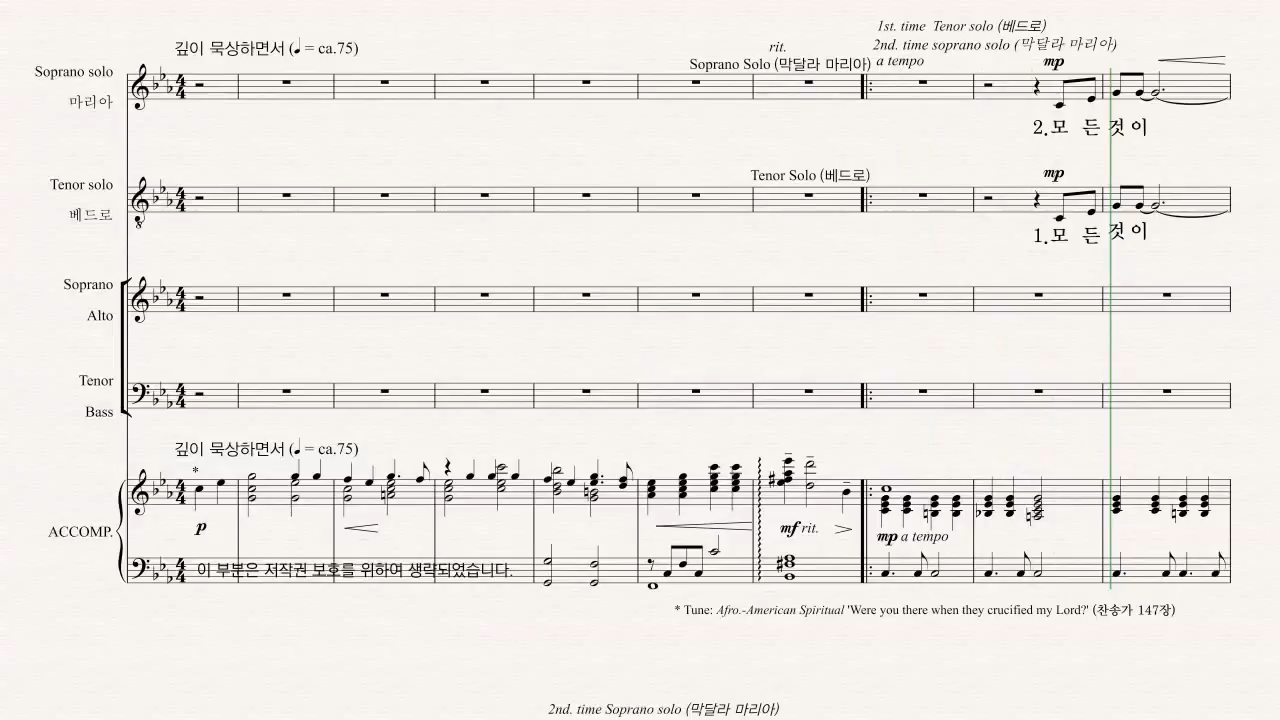 1st. time Tenor solo (베드로)
깊이 묵상하면서 (♩ = ca.75)
rit.
2nd. time soprano solo (막달라 마리아)
Soprano Solo (막달라 마리아)
a tempo
mp
Soprano solo
마리아
2.모 든 것 이
Tenor Solo (베드로)
mp
Tenor solo
베드로
1.모 든 것 이
Soprano
Alto
Tenor
Bass
깊이 묵상하면서 (♩ = ca.75)
*
p
mf rit.
mp a tempo
ACCOMP.
이 부분은 저작권 보호를 위하여 생략되었습니다.
* Tune: Afro.-American Spiritual 'Were you there when they crucified my Lord?' (찬송가 147장)
2nd. time Soprano solo (막달라 마리아)